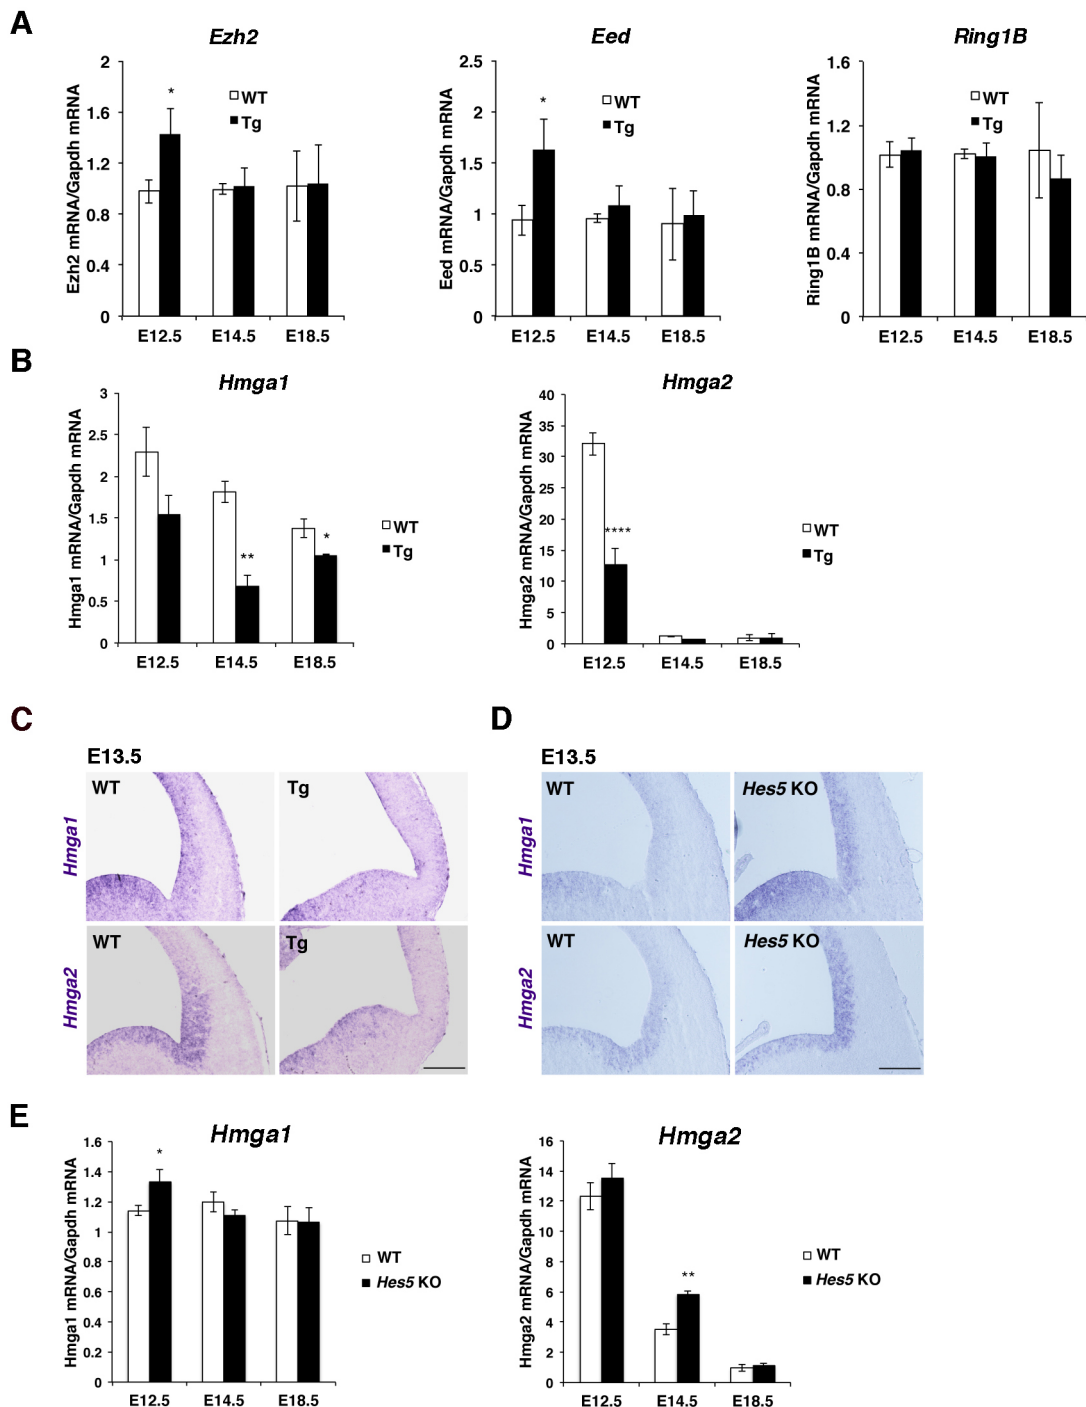 A
Ezh2
Eed
Ring1B
Ezh2 mRNA/Gapdh mRNA
2
1.6
1.2
0.8
0.4
0
*
WT
Tg
E12.5 E14.5 E18.5
Eed mRNA/Gapdh mRNA
2.5
2
1.5
1
0.5
0
*
WT
Tg
E12.5 E14.5 E18.5
Ring1B mRNA/Gapdh mRNA
1.6
1.2
0.8
0.4
0
WT
Tg
E12.5 E14.5 E18.5
B
Hmga1
Hmga2
Hmga1 mRNA/Gapdh mRNA
3
2.5
2
1.5
1
0.5
0
**
*
WT
Tg
E12.5 E14.5 E18.5
Hmga2 mRNA/Gapdh mRNA
40
35
30
25
20
15
10
5
0
****
WT
Tg
E12.5 E14.5 E18.5
C
E13.5
WT
Tg
Hmga1
WT
Tg
Hmga2
D
E13.5
WT
Hes5 KO
Hmga1
WT
Hes5 KO
Hmga2
E
Hmga1
Hmga2
Hmga1 mRNA/Gapdh mRNA
1.6
1.4
1.2
1
0.8
0.6
0.4
0.2
0
*
WT
Hes5 KO
E12.5 E14.5 E18.5
Hmga2 mRNA/Gapdh mRNA
16
14
12
10
8
6
4
2
0
**
WT
Hes5 KO
E12.5 E14.5 E18.5